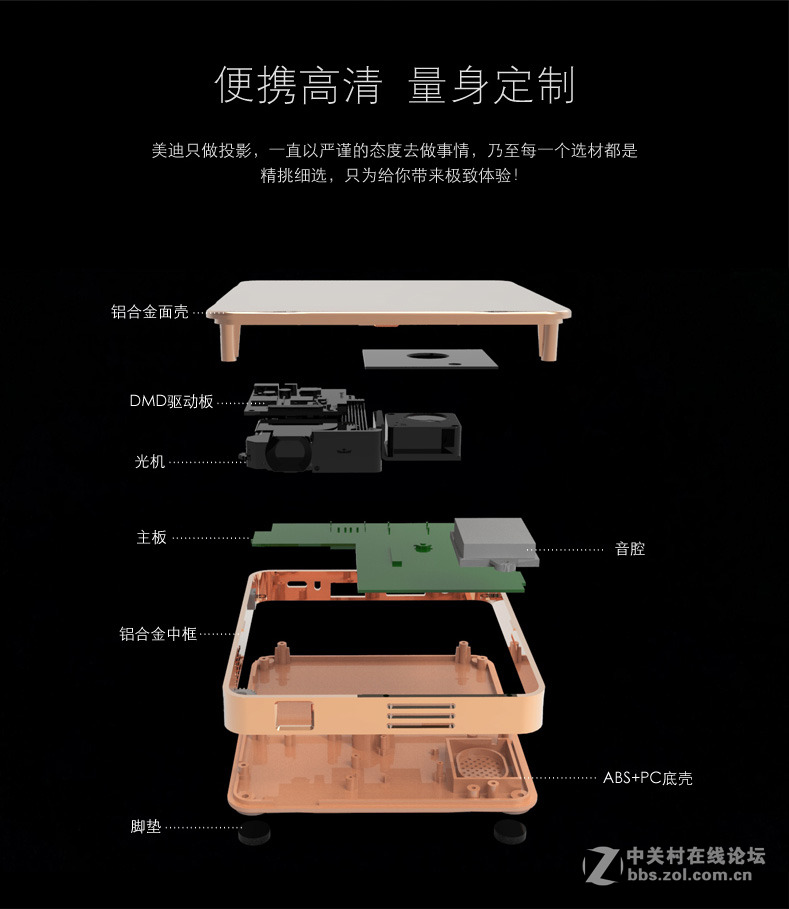 便携高清 量身定制
美迪只做投影，一直以严谨的态度去做事情，乃至每一个选材都是
精挑细选，只为给你带来极致体验！
铝合金面壳
DMD驱动板
光机
主板
音腔
铝合金中框
ABS+PC底壳
脚垫
中关村在线论坛
bbs.zol.com.cn